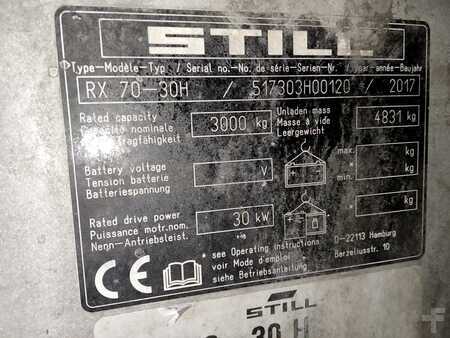 STILL
Type-Modèle-Typ / Serial no.-No. de série-Serien-Nr. / year-année-Baujahr
RX 70-30H / 517303H00120 / 2017
Rated capacity
Capacité nominale
Nenntragfähigkeit
3000 kg
Unladen mass
Masse à vide
Leergewicht
4831 kg
Battery voltage
Tension batterie
Batteriespannung
V
max. kg
*
min. kg
*
Rated drive power
Puissance motr.nom.
Nenn-Antriebsleist.
30 kW
kg
* see Operating instructions
voir Mode d'emploi
siehe Betriebsanleitung
D-22113 Hamburg
Berzeliusstr. 10
CE
STILL
30 H